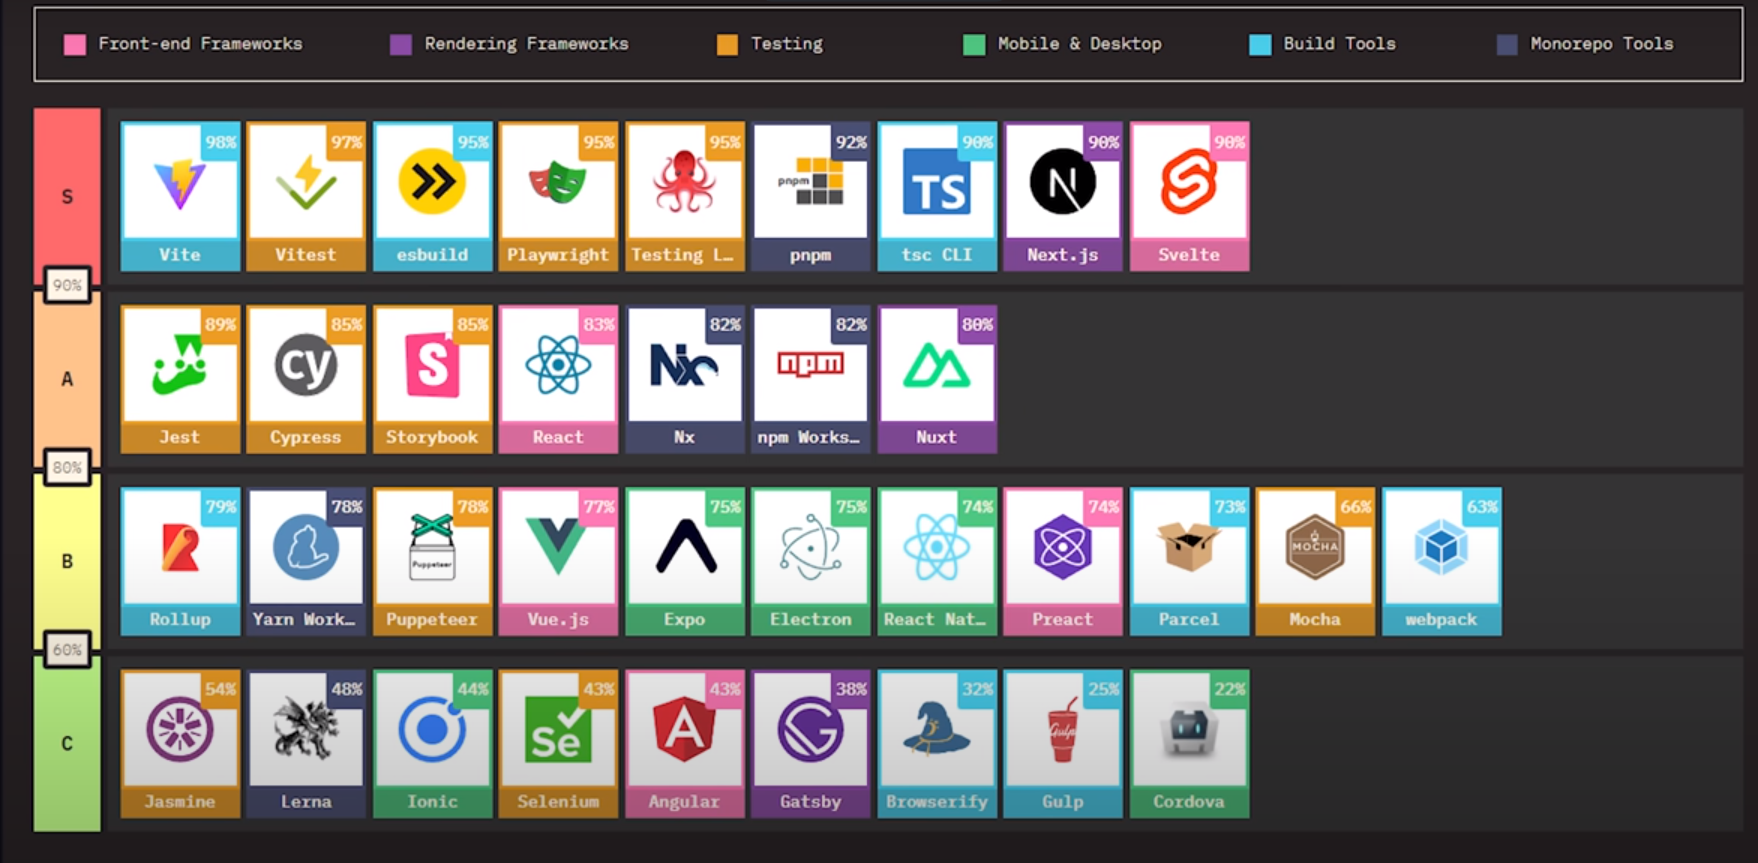 Front-end Frameworks Rendering Frameworks Testing Mobile & Desktop Build Tools Monorepo Tools
S
98% 97% 95% 95% 95% 92% 90% 90% 90%
pnpm TS N
Vite Vitest esbuild Playwright Testing L… pnpm tsc CLI Next.js Svelte
90%
A
89% 85% 85% 83% 82% 82% 80%
cy S Nx npm
Jest Cypress Storybook React Nx npm Works… Nuxt
80%
B
79% 78% 78% 77% 75% 75% 74% 74% 73% 66% 63%
Puppeteer MOCHA
Rollup Yarn Work… Puppeteer Vue.js Expo Electron React Nat… Preact Parcel Mocha webpack
60%
C
54% 48% 44% 43% 43% 38% 32% 25% 22%
Se A Gulp
Jasmine Lerna Ionic Selenium Angular Gatsby Browserify Gulp Cordova